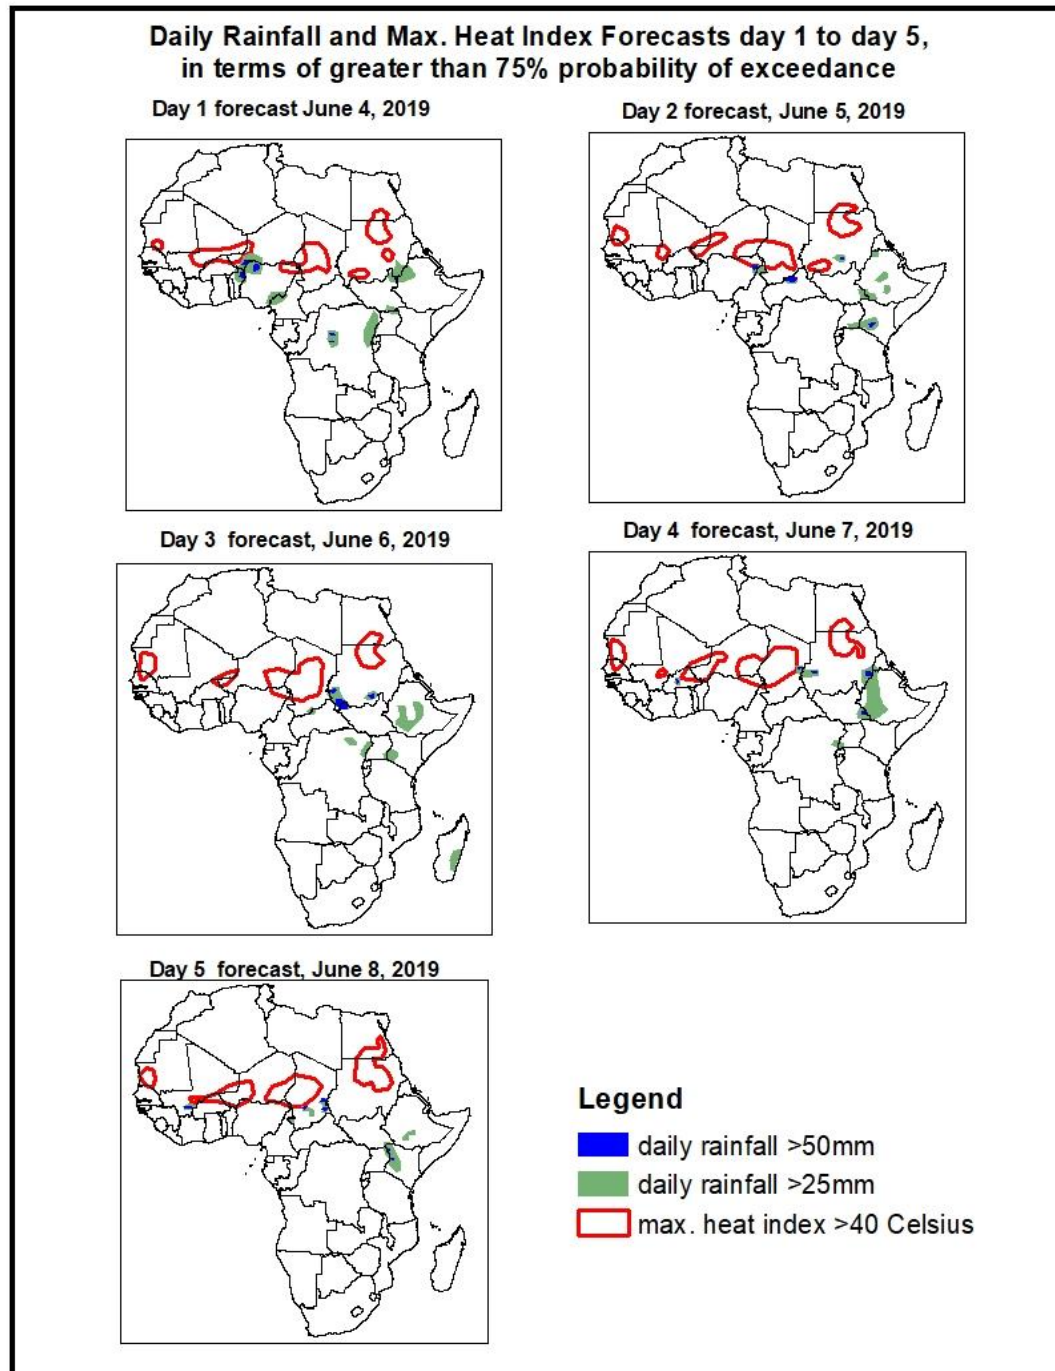 Daily Rainfall and Max. Heat Index Forecasts day 1 to day 5,
in terms of greater than 75% probability of exceedance
Day 1 forecast June 4, 2019
Day 2 forecast, June 5, 2019
Day 3 forecast, June 6, 2019
Day 4 forecast, June 7, 2019
Day 5 forecast, June 8, 2019
Legend
daily rainfall >50mm
daily rainfall >25mm
max. heat index >40 Celsius